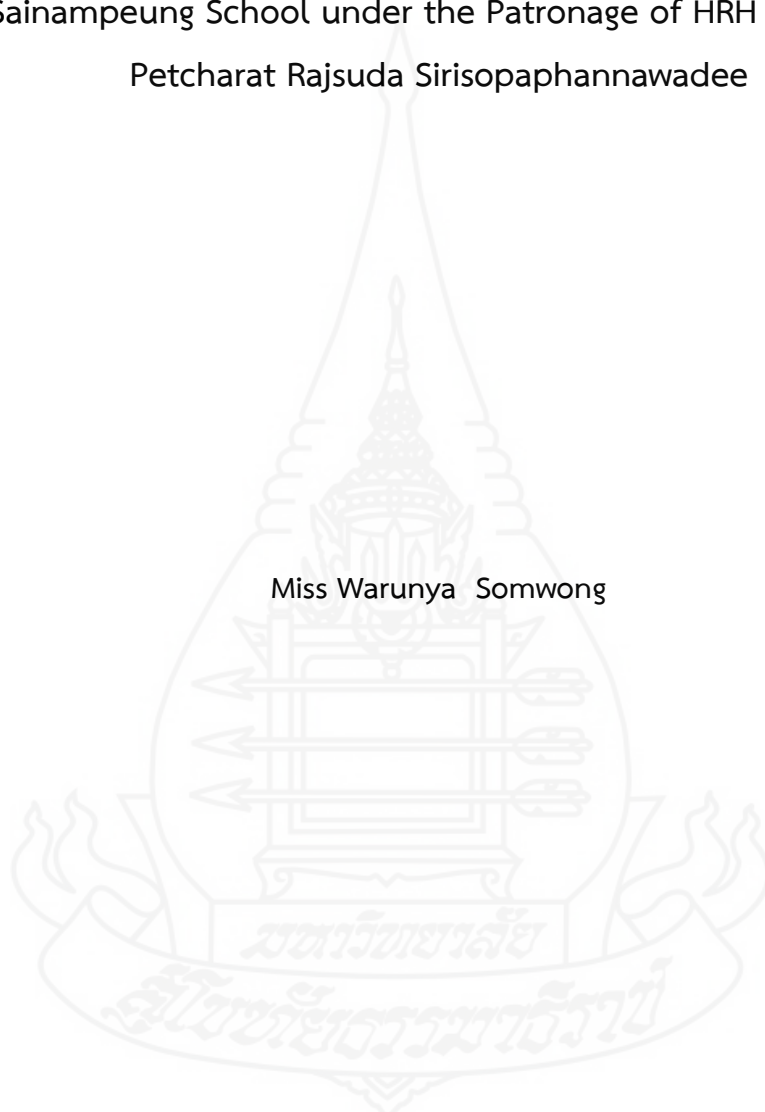 Sainampeung School under the Patronage of HRH
Petcharat Rajsuda Sirisopaphannawadee
Miss Warunya Somwong
มหาวิทยาลัย
สุโขทัยธรรมาธิราช